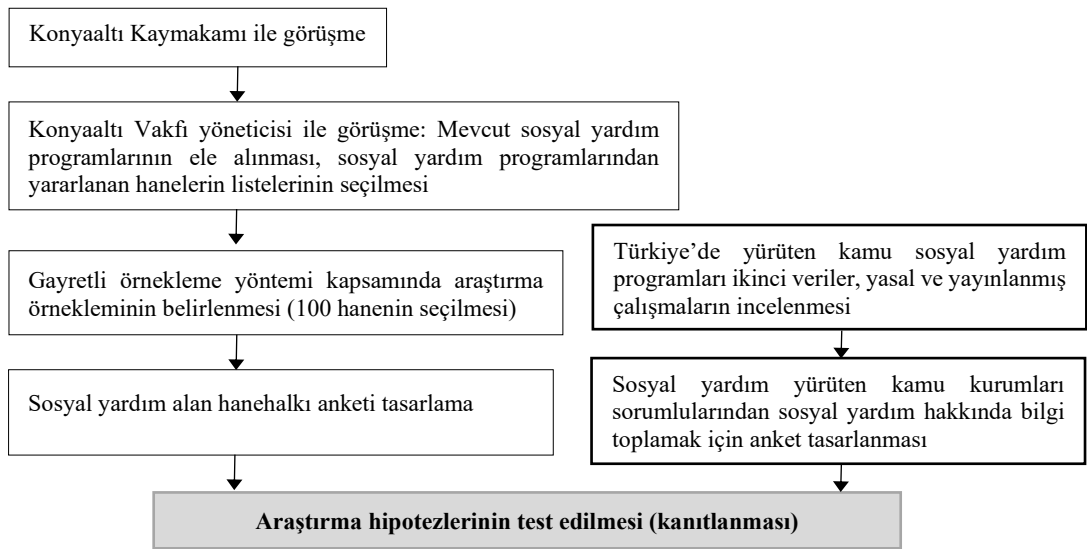 Konyaaltı Kaymakamı ile görüşme
Konyaaltı Vakfı yöneticisi ile görüşme: Mevcut sosyal yardım
programlarının ele alınması, sosyal yardım programlarından
yararlanan hanelerin listelerinin seçilmesi
Gayretli örnekleme yöntemi kapsamında araştırma
örnekleminin belirlenmesi (100 hanenin seçilmesi)
Sosyal yardım alan hanehalkı anketi tasarlama
Türkiye’de yürüten kamu sosyal yardım
programları ikinci veriler, yasal ve yayınlanmış
çalışmaların incelenmesi
Sosyal yardım yürüten kamu kurumları
sorumlularından sosyal yardım hakkında bilgi
toplamak için anket tasarlanması
Araştırma hipotezlerinin test edilmesi (kanıtlanması)